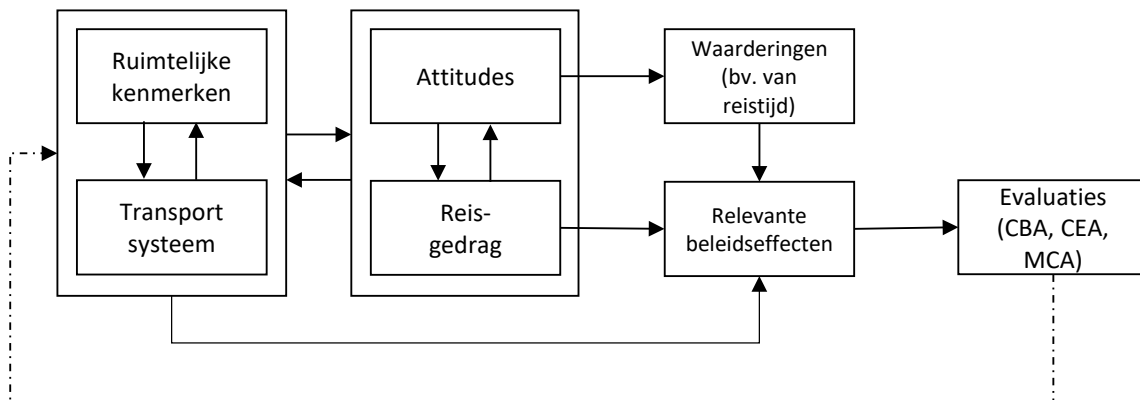 Ruimtelijke
kenmerken
Transport
systeem
Attitudes
Reis-
gedrag
Waarderingen
(bv. van
reistijd)
Relevante
beleidseffecten
Evaluaties
(CBA, CEA,
MCA)